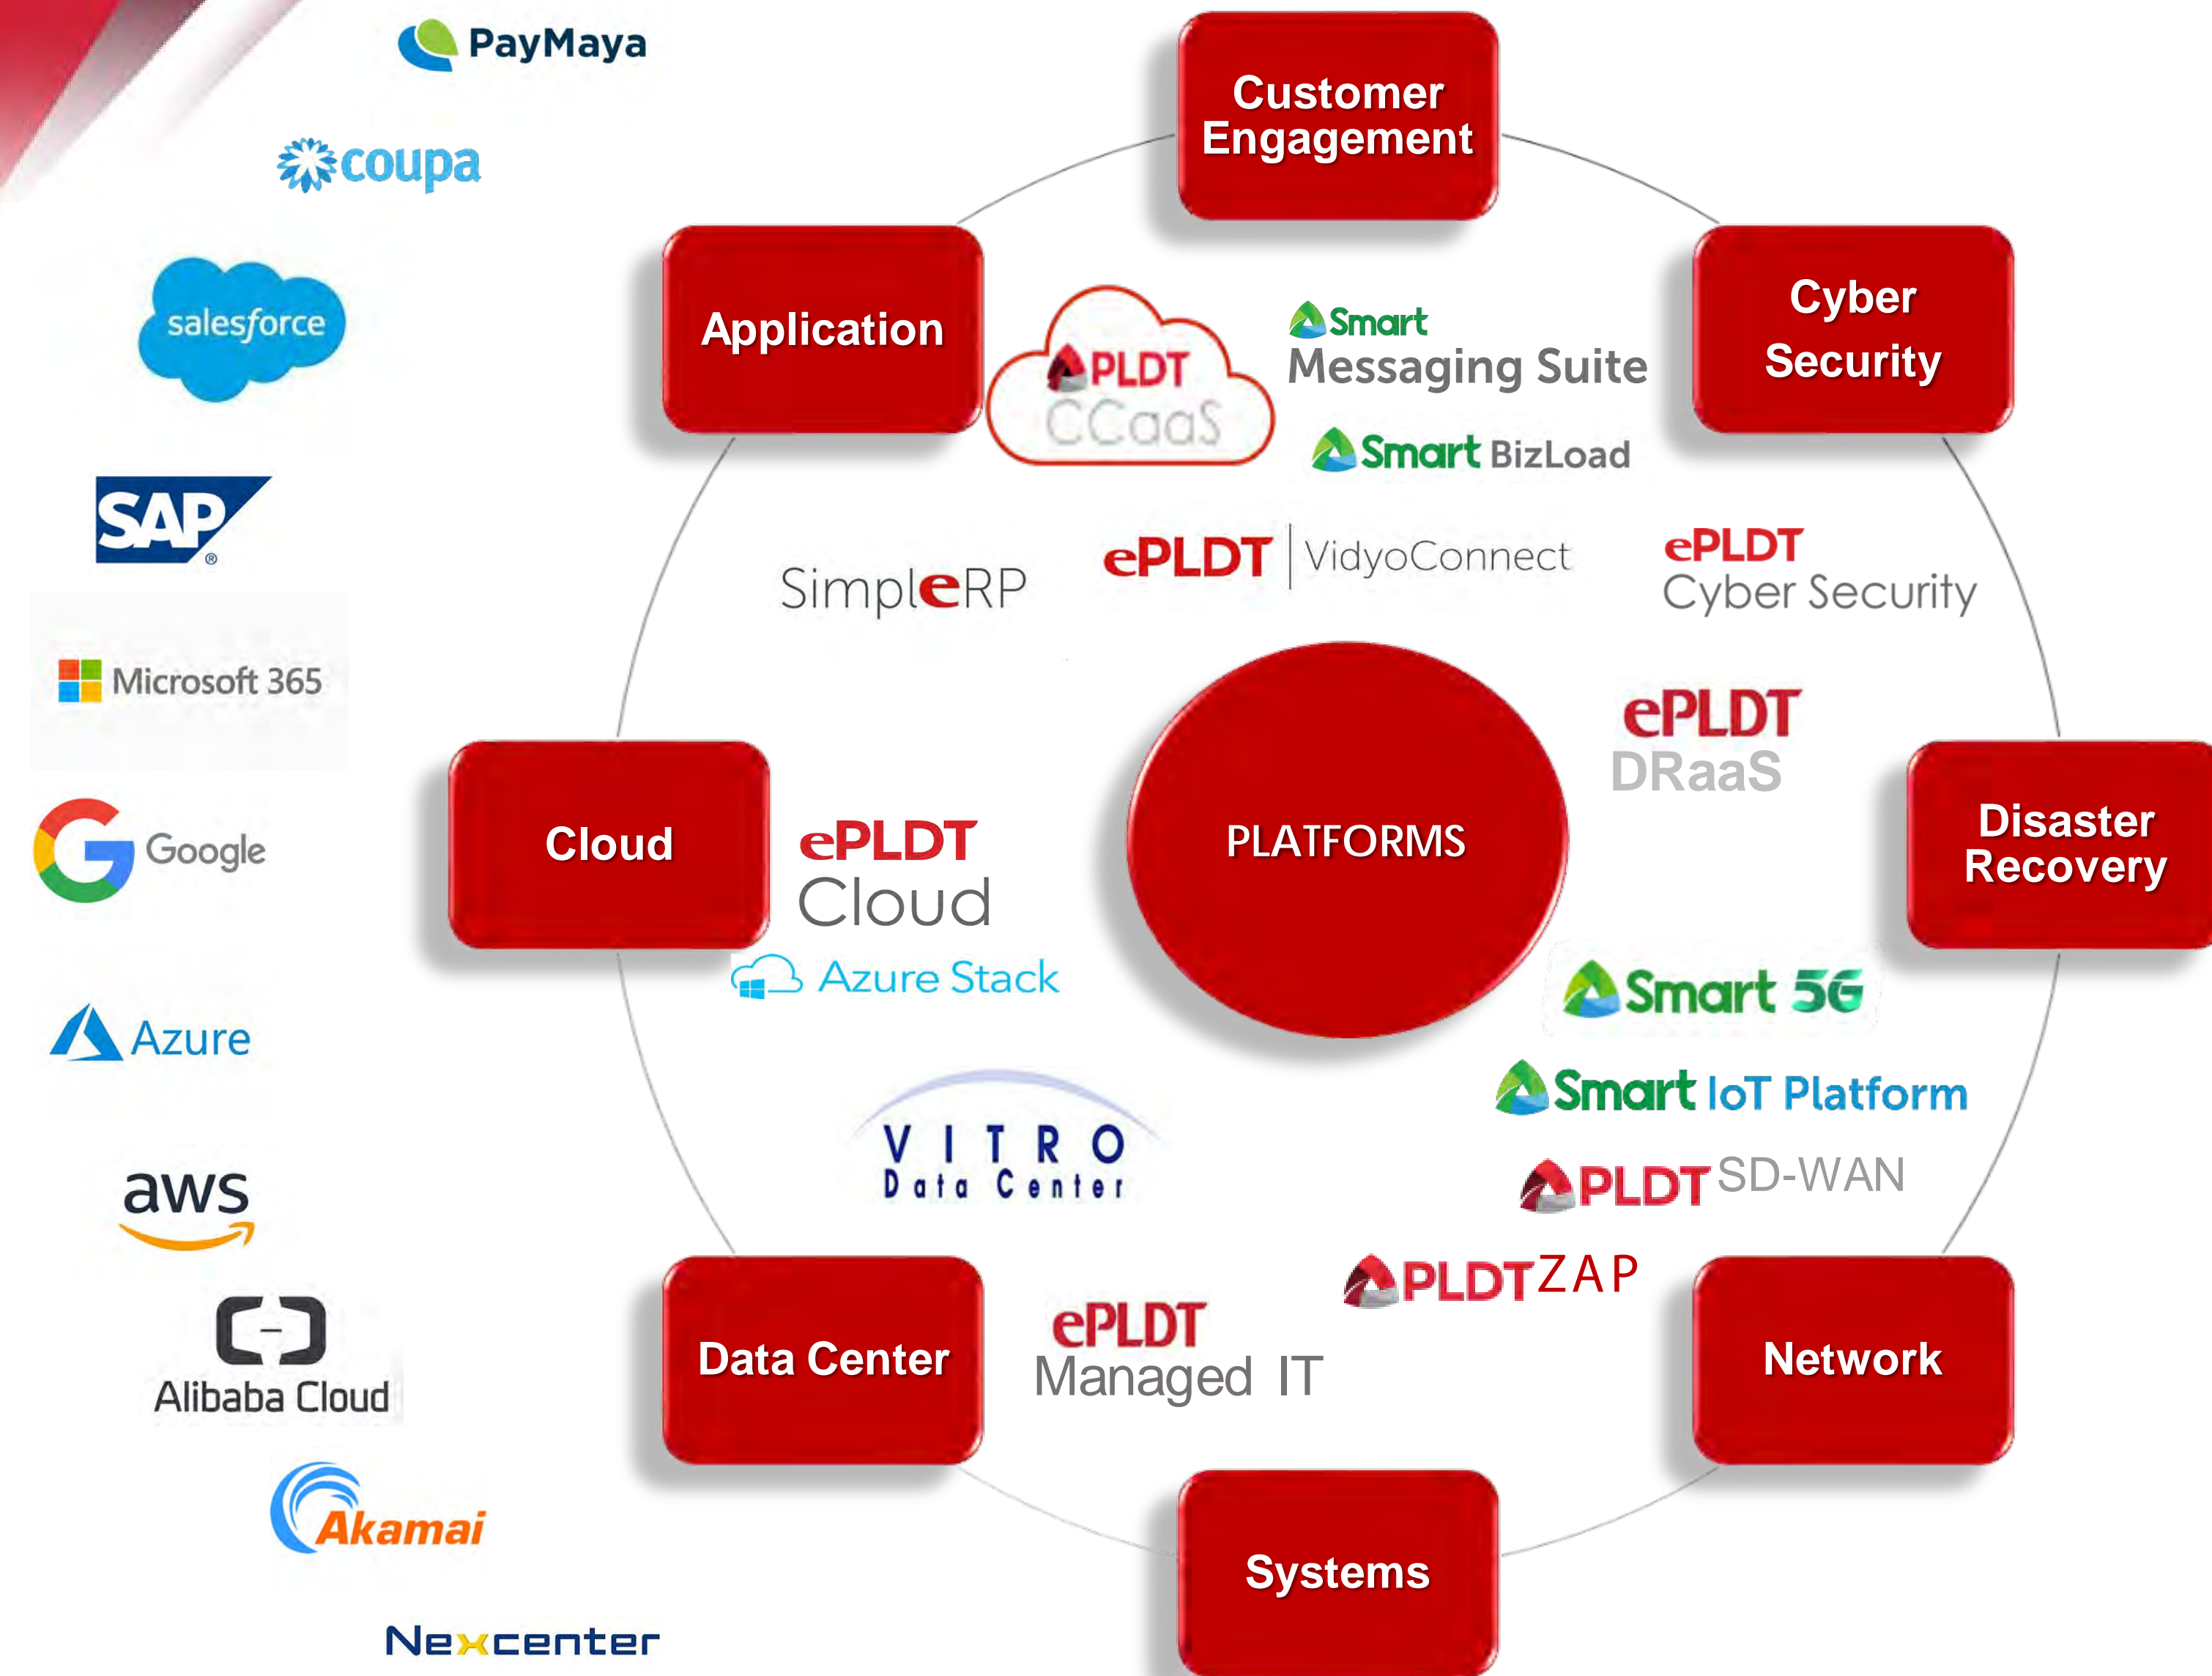 PayMaya
coupa
salesforce
SAP
®
Microsoft 365
Google
Azure
aws
Alibaba Cloud
Akamai
Nexcenter
Customer
Engagement
Application
Cyber
Security
PLDT
CCaaS
Smart
Messaging Suite
Smart BizLoad
SimpleRP
ePLDT VidyoConnect
ePLDT
Cyber Security
ePLDT
DRaaS
Cloud
ePLDT
Cloud
Azure Stack
PLATFORMS
Disaster
Recovery
Smart 5G
Smart IoT Platform
PLDT SD-WAN
PLDT ZAP
VITRO
Data Center
Data Center
ePLDT
Managed IT
Network
Systems